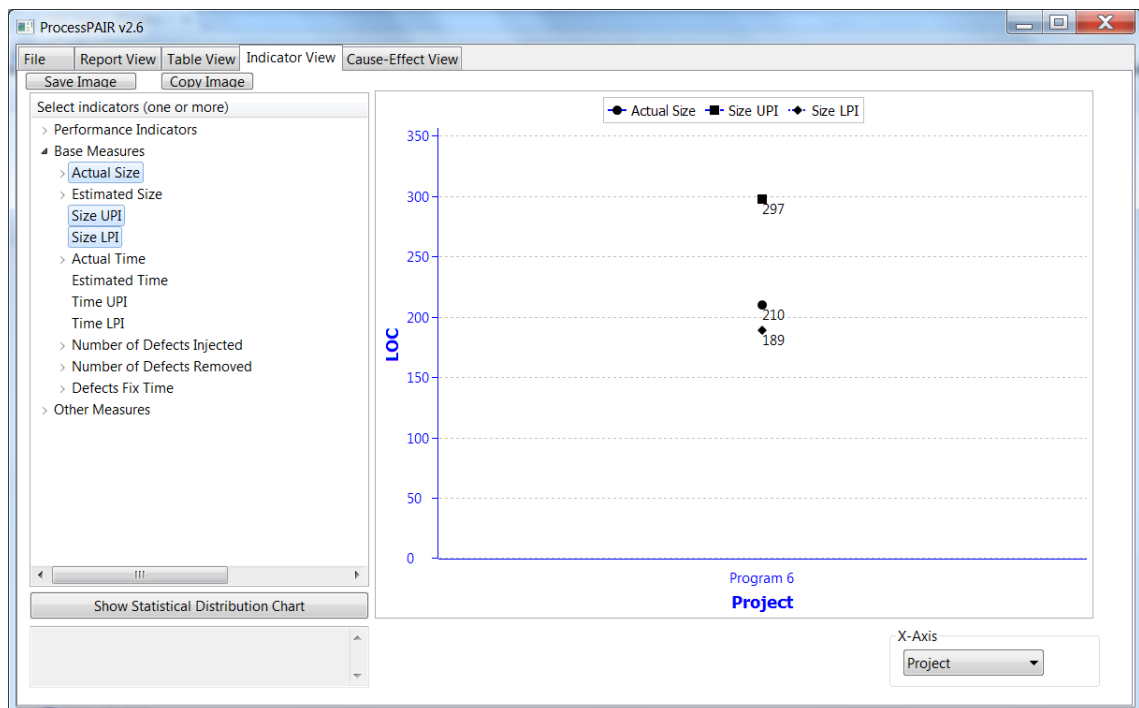 ProcessPAIR v2.6
File Report View Table View Indicator View Cause-Effect View
Save Image Copy Image
Select indicators (one or more)
Performance Indicators
Base Measures
Actual Size
Estimated Size
Size UPI
Size LPI
Actual Time
Estimated Time
Time UPI
Time LPI
Number of Defects Injected
Number of Defects Removed
Defects Fix Time
Other Measures
Show Statistical Distribution Chart
Actual Size Size UPI Size LPI
350
300
297
250
210
200
189
150
100
50
0
LOC
Program 6
Project
X-Axis
Project